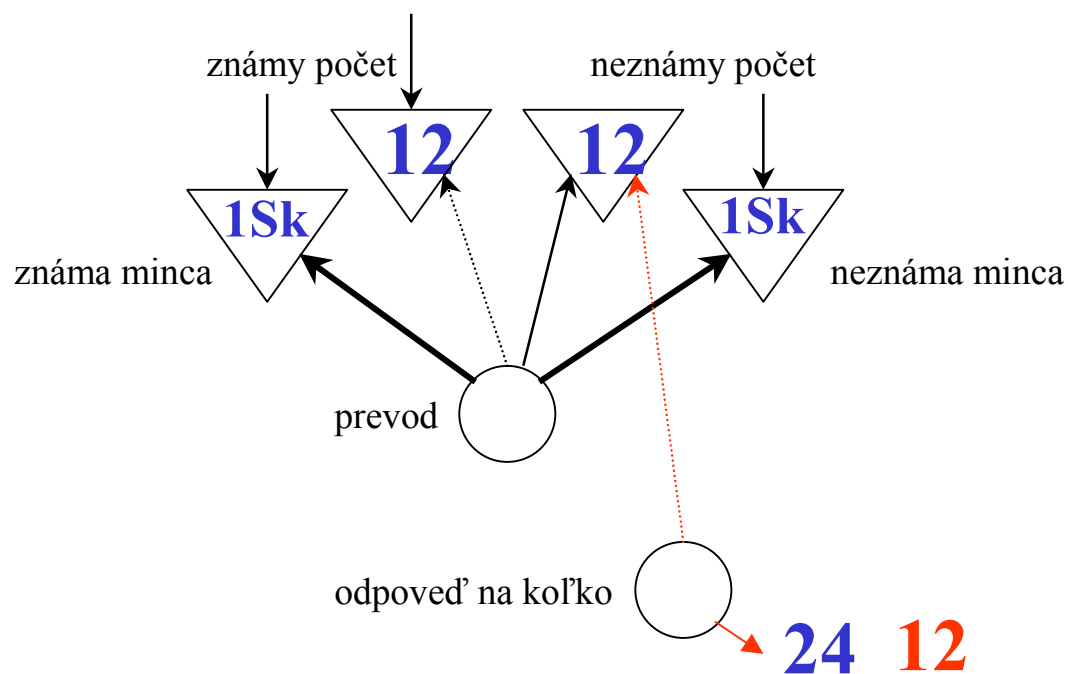 známy počet neznámy počet
12 12
1Sk 1Sk
známa minca neznáma minca
prevod
odpoveď na koľko
24 12